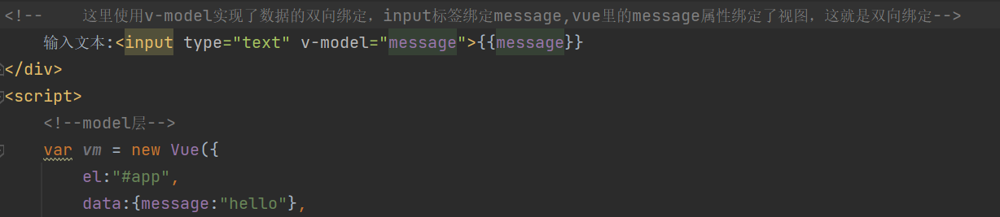 <!--   这里使用v-model实现了数据的双向绑定，input标签绑定message,vue里的message属性绑定了视图，这就是双向绑定-->
输入文本:<input type="text" v-model="message">{{message}}
</div>
<script>
<!--model层-->
var vm = new Vue({
el:"#app",
data:{message:"hello"},